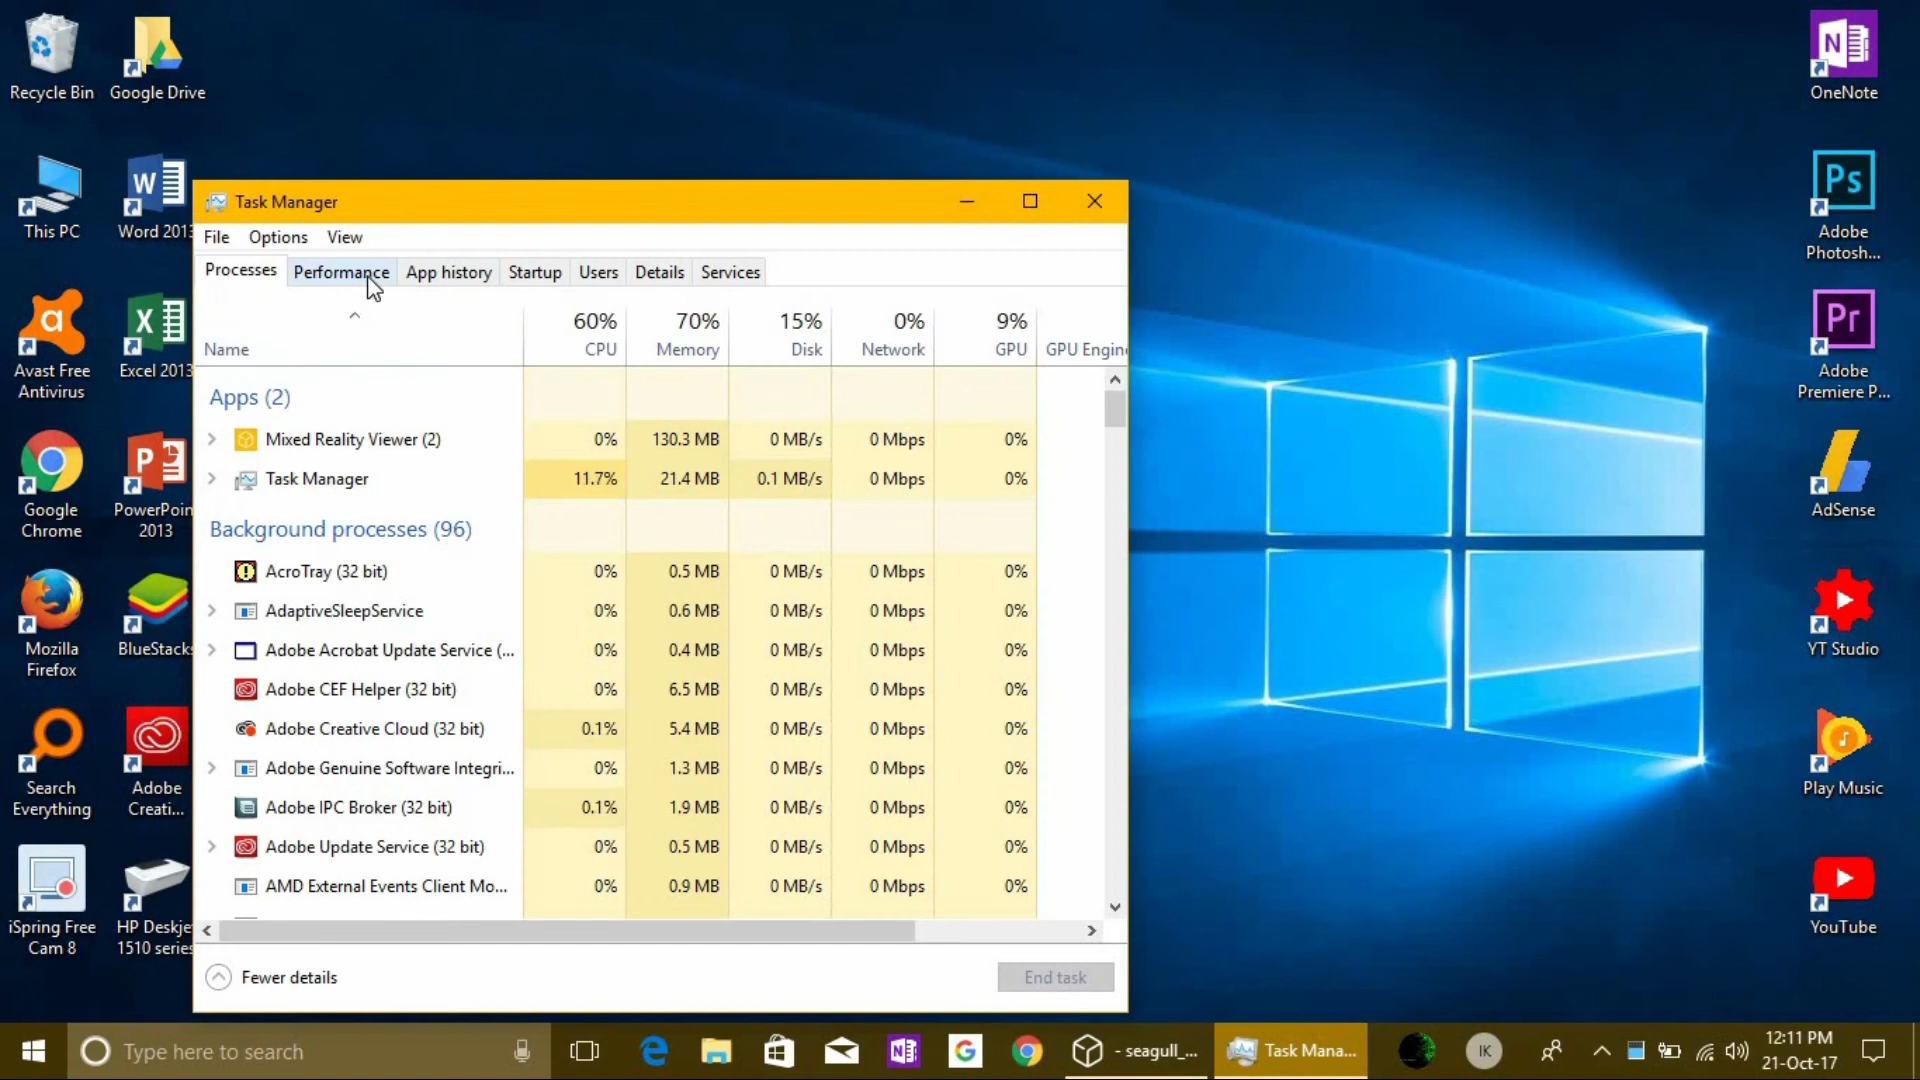 Recycle Bin
Google Drive
This PC
Word 2013
Avast Free
Antivirus
Excel 2013
Google
Chrome
PowerPoin
2013
Mozilla
Firefox
BlueStacks
Search
Everything
Adobe
Creati...
iSpring Free
Cam 8
HP Deskje
1510 series
Task Manager
File Options View
Processes Performance App history Startup Users Details Services
60% 70% 15% 0% 9%
Name CPU Memory Disk Network GPU GPU Engin
Apps (2)
Mixed Reality Viewer (2) 0% 130.3 MB 0 MB/s 0 Mbps 0%
Task Manager 11.7% 21.4 MB 0.1 MB/s 0 Mbps 0%
Background processes (96)
AcroTray (32 bit) 0% 0.5 MB 0 MB/s 0 Mbps 0%
AdaptiveSleepService 0% 0.6 MB 0 MB/s 0 Mbps 0%
Adobe Acrobat Update Service (... 0% 0.4 MB 0 MB/s 0 Mbps 0%
Adobe CEF Helper (32 bit) 0% 6.5 MB 0 MB/s 0 Mbps 0%
Adobe Creative Cloud (32 bit) 0.1% 5.4 MB 0 MB/s 0 Mbps 0%
Adobe Genuine Software Integri... 0% 1.3 MB 0 MB/s 0 Mbps 0%
Adobe IPC Broker (32 bit) 0.1% 1.9 MB 0 MB/s 0 Mbps 0%
Adobe Update Service (32 bit) 0% 0.5 MB 0 MB/s 0 Mbps 0%
AMD External Events Client Mo... 0% 0.9 MB 0 MB/s 0 Mbps 0%
Fewer details
End task
OneNote
Ps
Adobe
Photosh...
Pr
Adobe
Premiere P...
AdSense
YT Studio
Play Music
YouTube
Type here to search
- seagull_...
Task Mana...
IK
12:11 PM
21-Oct-17